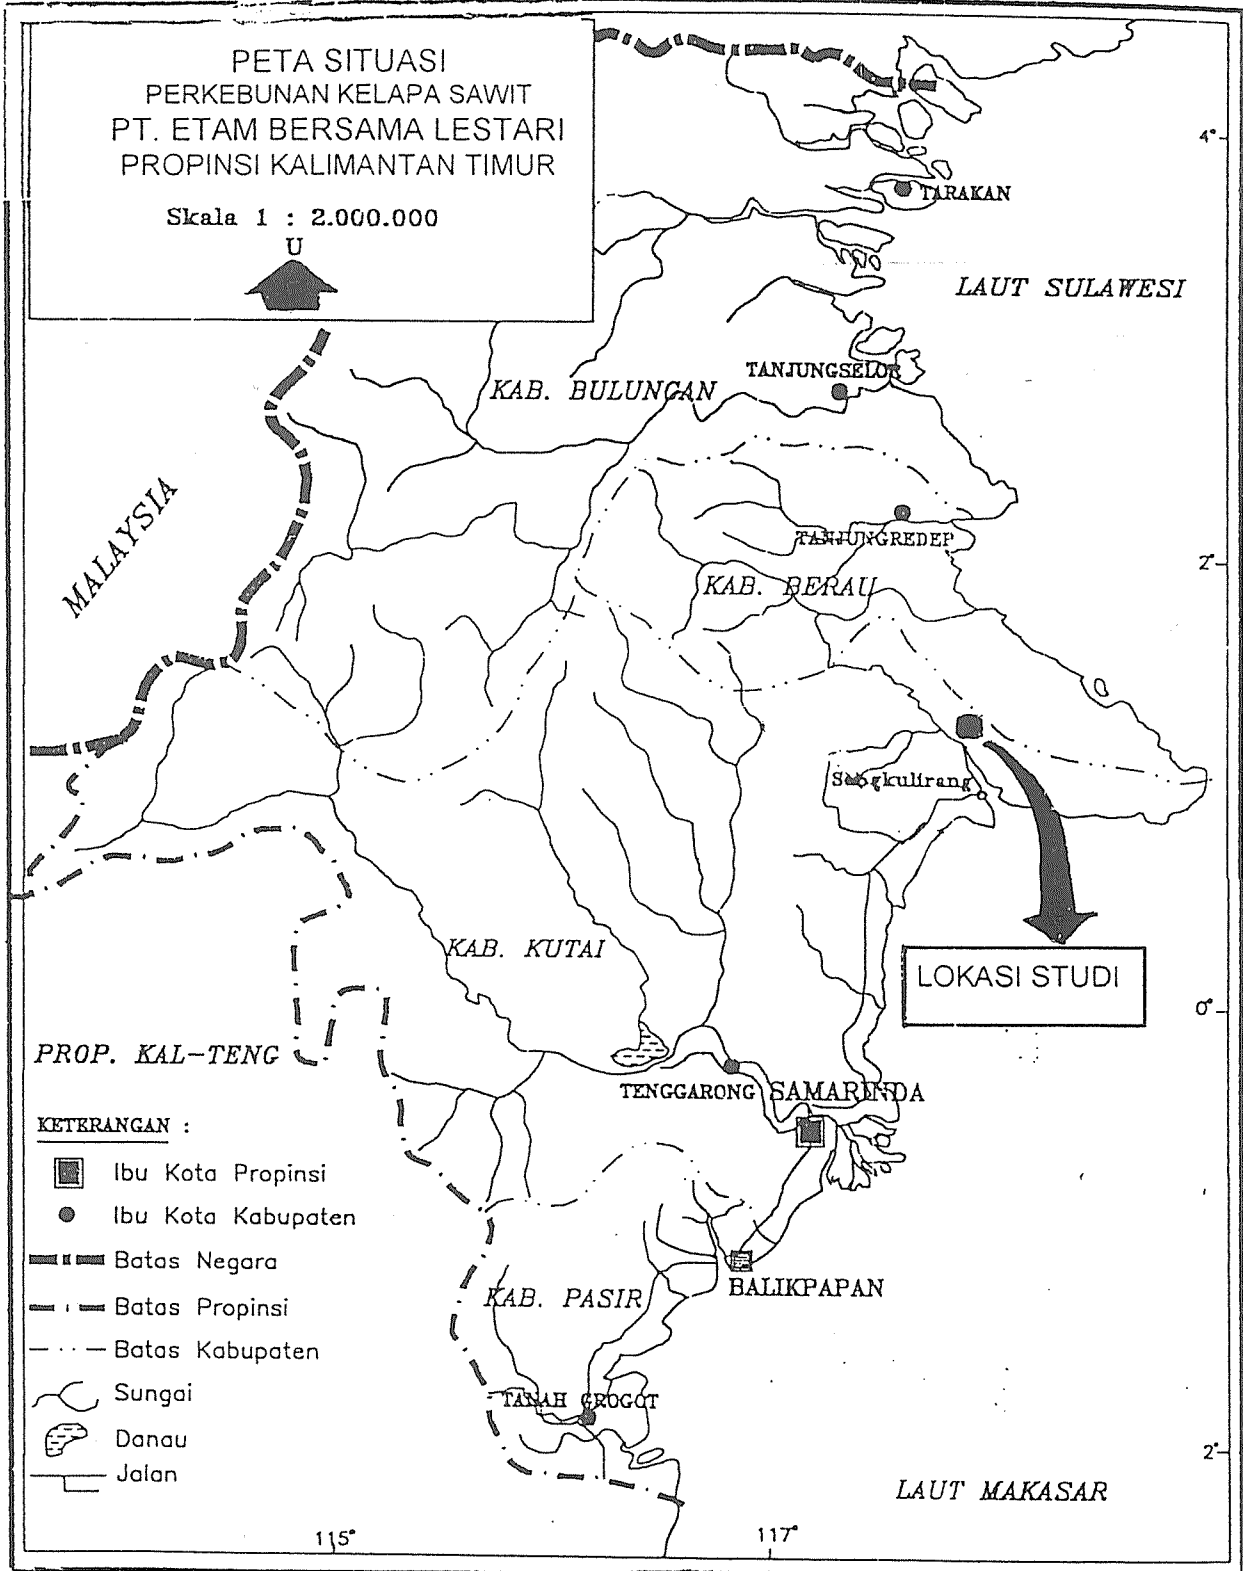 PETA SITUASI
PERKEBUNAN KELAPA SAWIT
PT. ETAM BERSAMA LESTARI
PROPINSI KALIMANTAN TIMUR
Skala 1 : 2.000.000
U
4°
TARAKAN
LAUT SULAWESI
TANJUNGSELOR
KAB. BULUNGAN
MALAYSIA
TANJUNGREDEP
2°
KAB. BERAU
Sangkulirang
KAB. KUTAI
LOKASI STUDI
0°
PROP. KAL-TENG
TENGGARONG
SAMARINDA
KETERANGAN :
Ibu Kota Propinsi
Ibu Kota Kabupaten
Batas Negara
Batas Propinsi
Batas Kabupaten
Sungai
Danau
Jalan
BALIKPAPAN
KAB. PASIR
TANAH GROGOT
2°
LAUT MAKASAR
115°
117°